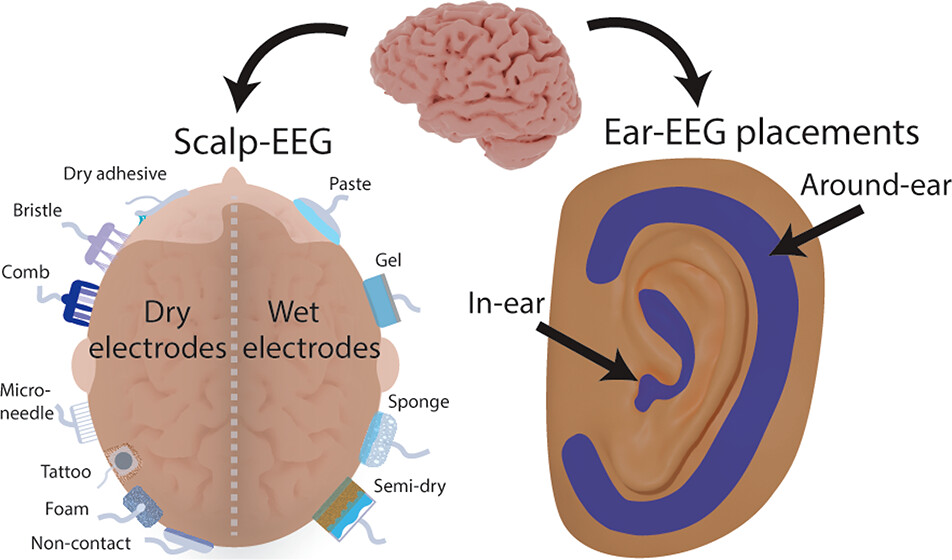 Scalp-EEG
Ear-EEG placements
Dry adhesive
Bristle
Comb
Micro-
needle
Tattoo
Foam
Non-contact
Dry
electrodes
Wet
electrodes
Paste
Gel
Sponge
Semi-dry
Around-ear
In-ear